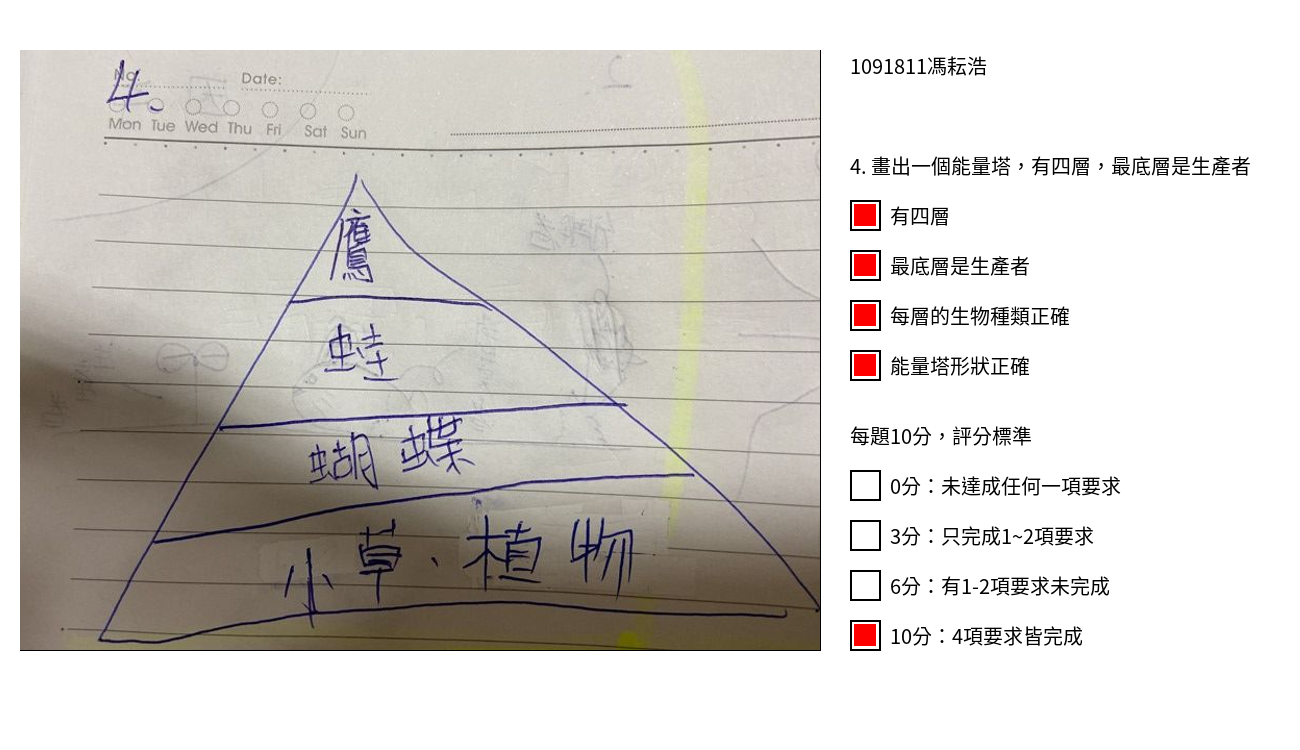 4.
No.
Date:
Mon Tue Wed Thu Fri Sat Sun
鷹
蛙
蝴蝶
小草、植物
1091811馮耘浩
4. 畫出一個能量塔，有四層，最底層是生產者
有四層
最底層是生產者
每層的生物種類正確
能量塔形狀正確
每題10分，評分標準
0分：未達成任何一項要求
3分：只完成1~2項要求
6分：有1-2項要求未完成
10分：4項要求皆完成